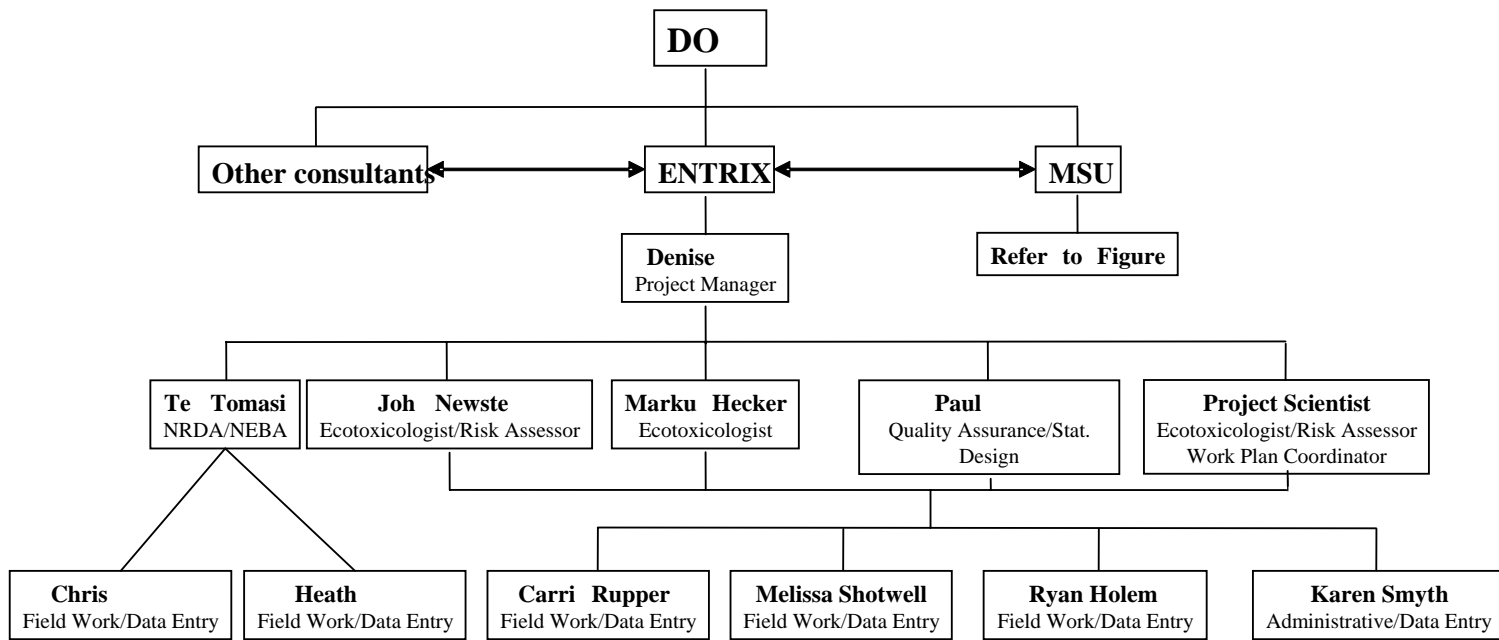 DO
Other consultants
ENTRIX
MSU
Denise
Project Manager
Refer to Figure
Te Tomasi
NRDA/NEBA
Joh Newste
Ecotoxicologist/Risk Assessor
Marku Hecker
Ecotoxicologist
Paul
Quality Assurance/Stat.
Design
Project Scientist
Ecotoxicologist/Risk Assessor
Work Plan Coordinator
Chris
Field Work/Data Entry
Heath
Field Work/Data Entry
Carri Rupper
Field Work/Data Entry
Melissa Shotwell
Field Work/Data Entry
Ryan Holem
Field Work/Data Entry
Karen Smyth
Administrative/Data Entry